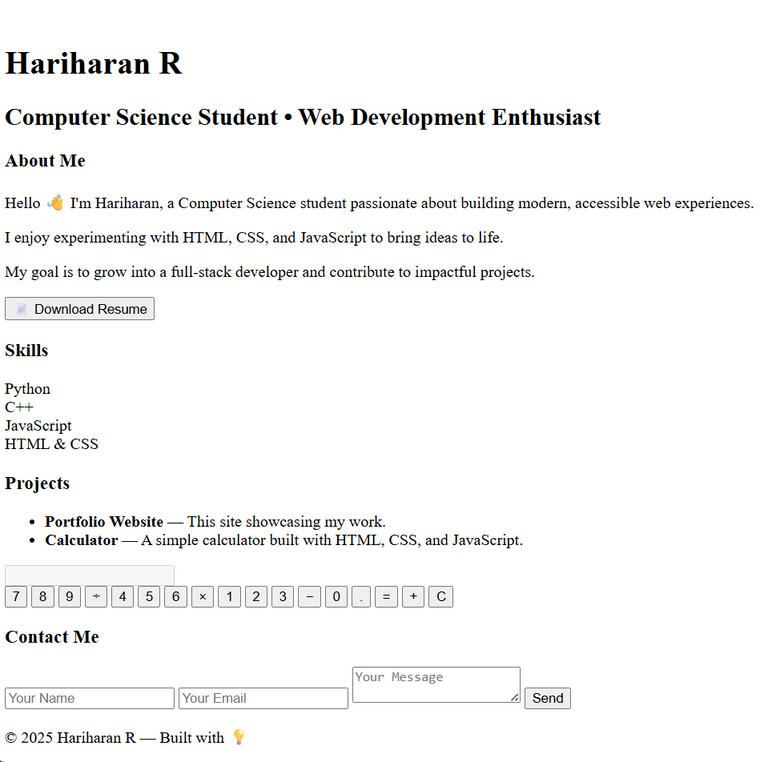 Hariharan R
Computer Science Student • Web Development Enthusiast
About Me
Hello 👋 I'm Hariharan, a Computer Science student passionate about building modern, accessible web experiences.
I enjoy experimenting with HTML, CSS, and JavaScript to bring ideas to life.
My goal is to grow into a full-stack developer and contribute to impactful projects.
📄 Download Resume
Skills
Python
C++
JavaScript
HTML & CSS
Projects
• Portfolio Website — This site showcasing my work.
• Calculator — A simple calculator built with HTML, CSS, and JavaScript.
7 8 9 ÷ 4 5 6 × 1 2 3 − 0 . = + C
Contact Me
Your Name Your Email Your Message Send
© 2025 Hariharan R — Built with 💡